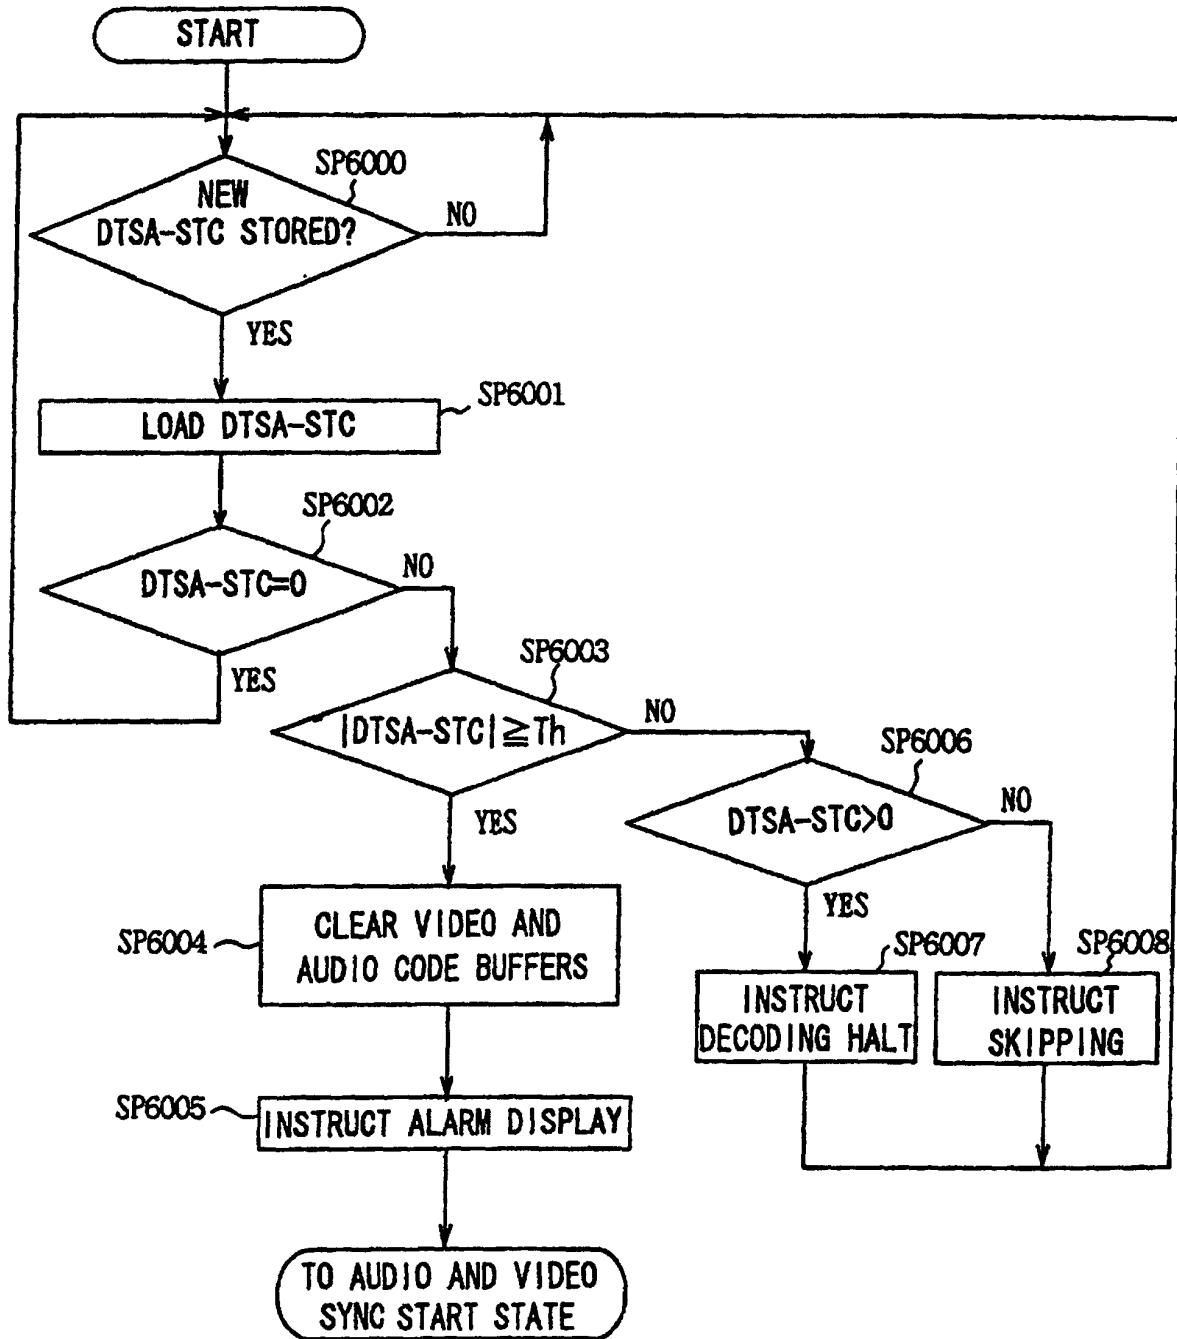 START
SP6000
NEW
DTSA-STC STORED?
NO
YES
SP6001
LOAD DTSA-STC
SP6002
DTSA-STC=0
NO
YES
SP6003
|DTSA-STC|≧Th
NO
YES
SP6006
DTSA-STC>0
NO
YES
SP6004
CLEAR VIDEO AND
AUDIO CODE BUFFERS
SP6007
INSTRUCT
DECODING HALT
SP6008
INSTRUCT
SKIPPING
SP6005
INSTRUCT ALARM DISPLAY
TO AUDIO AND VIDEO
SYNC START STATE